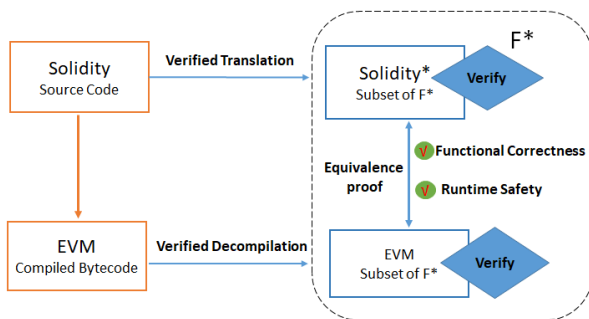 F*
Solidity
Source Code
Verified Translation
Solidity*
Subset of F*
Verify
Equivalence
proof
√ Functional Correctness
√ Runtime Safety
EVM
Compiled Bytecode
Verified Decompilation
EVM
Subset of F*
Verify